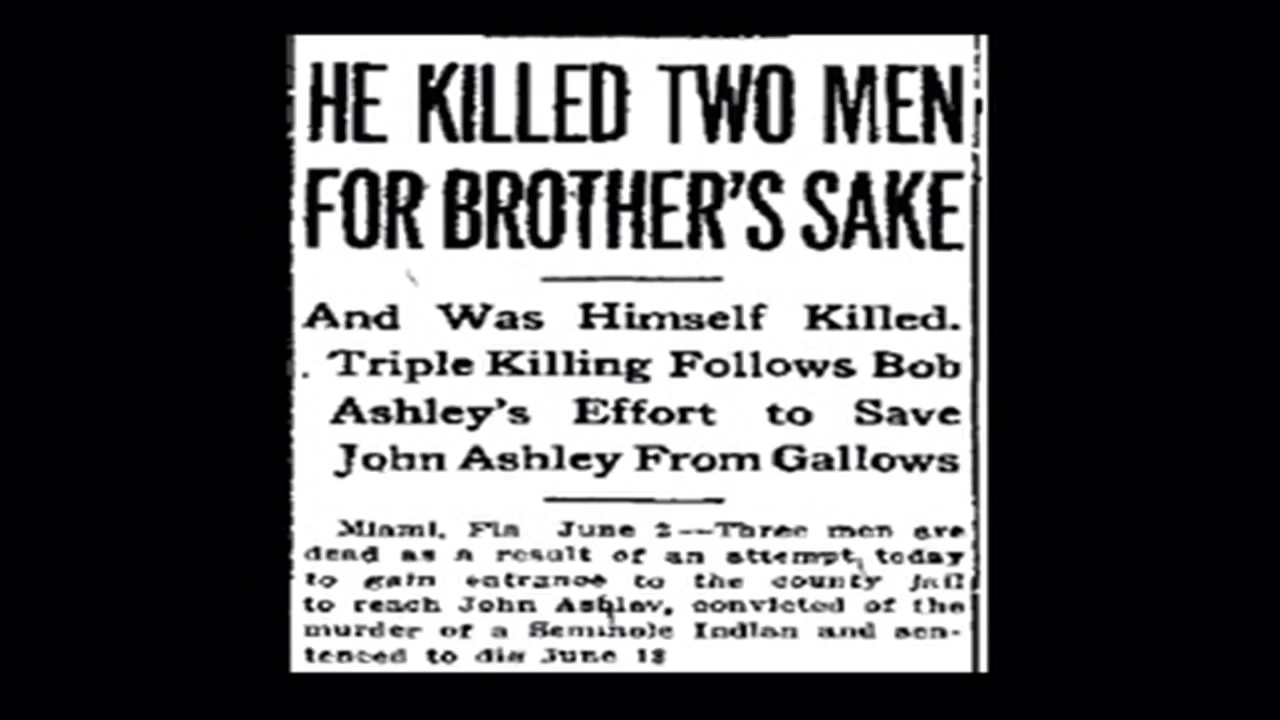 HE KILLED TWO MEN
FOR BROTHER'S SAKE
And Was Himself Killed.
Triple Killing Follows Bob
Ashley's Effort to Save
John Ashley From Gallows
Miami, Fla June 2—Three men are
dead as a result of an attempt today
to gain entrance to the county jail
to reach John Ashley, convicted of the
murder of a Seminole Indian and sen-
tenced to die June 18